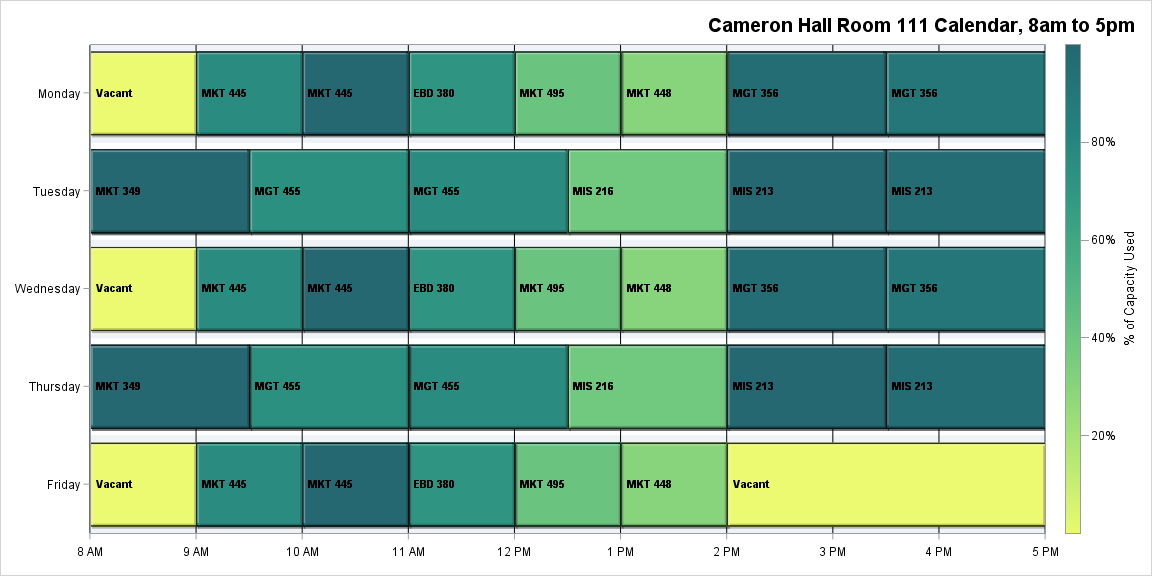 Cameron Hall Room 111 Calendar, 8am to 5pm
Monday
Vacant
MKT 445
MKT 445
EBD 380
MKT 495
MKT 448
MGT 356
MGT 356
Tuesday
MKT 349
MGT 455
MGT 455
MIS 216
MIS 213
MIS 213
Wednesday
Vacant
MKT 445
MKT 445
EBD 380
MKT 495
MKT 448
MGT 356
MGT 356
Thursday
MKT 349
MGT 455
MGT 455
MIS 216
MIS 213
MIS 213
Friday
Vacant
MKT 445
MKT 445
EBD 380
MKT 495
MKT 448
Vacant
8 AM
9 AM
10 AM
11 AM
12 PM
1 PM
2 PM
3 PM
4 PM
5 PM
80%
60%
40%
20%
% of Capacity Used